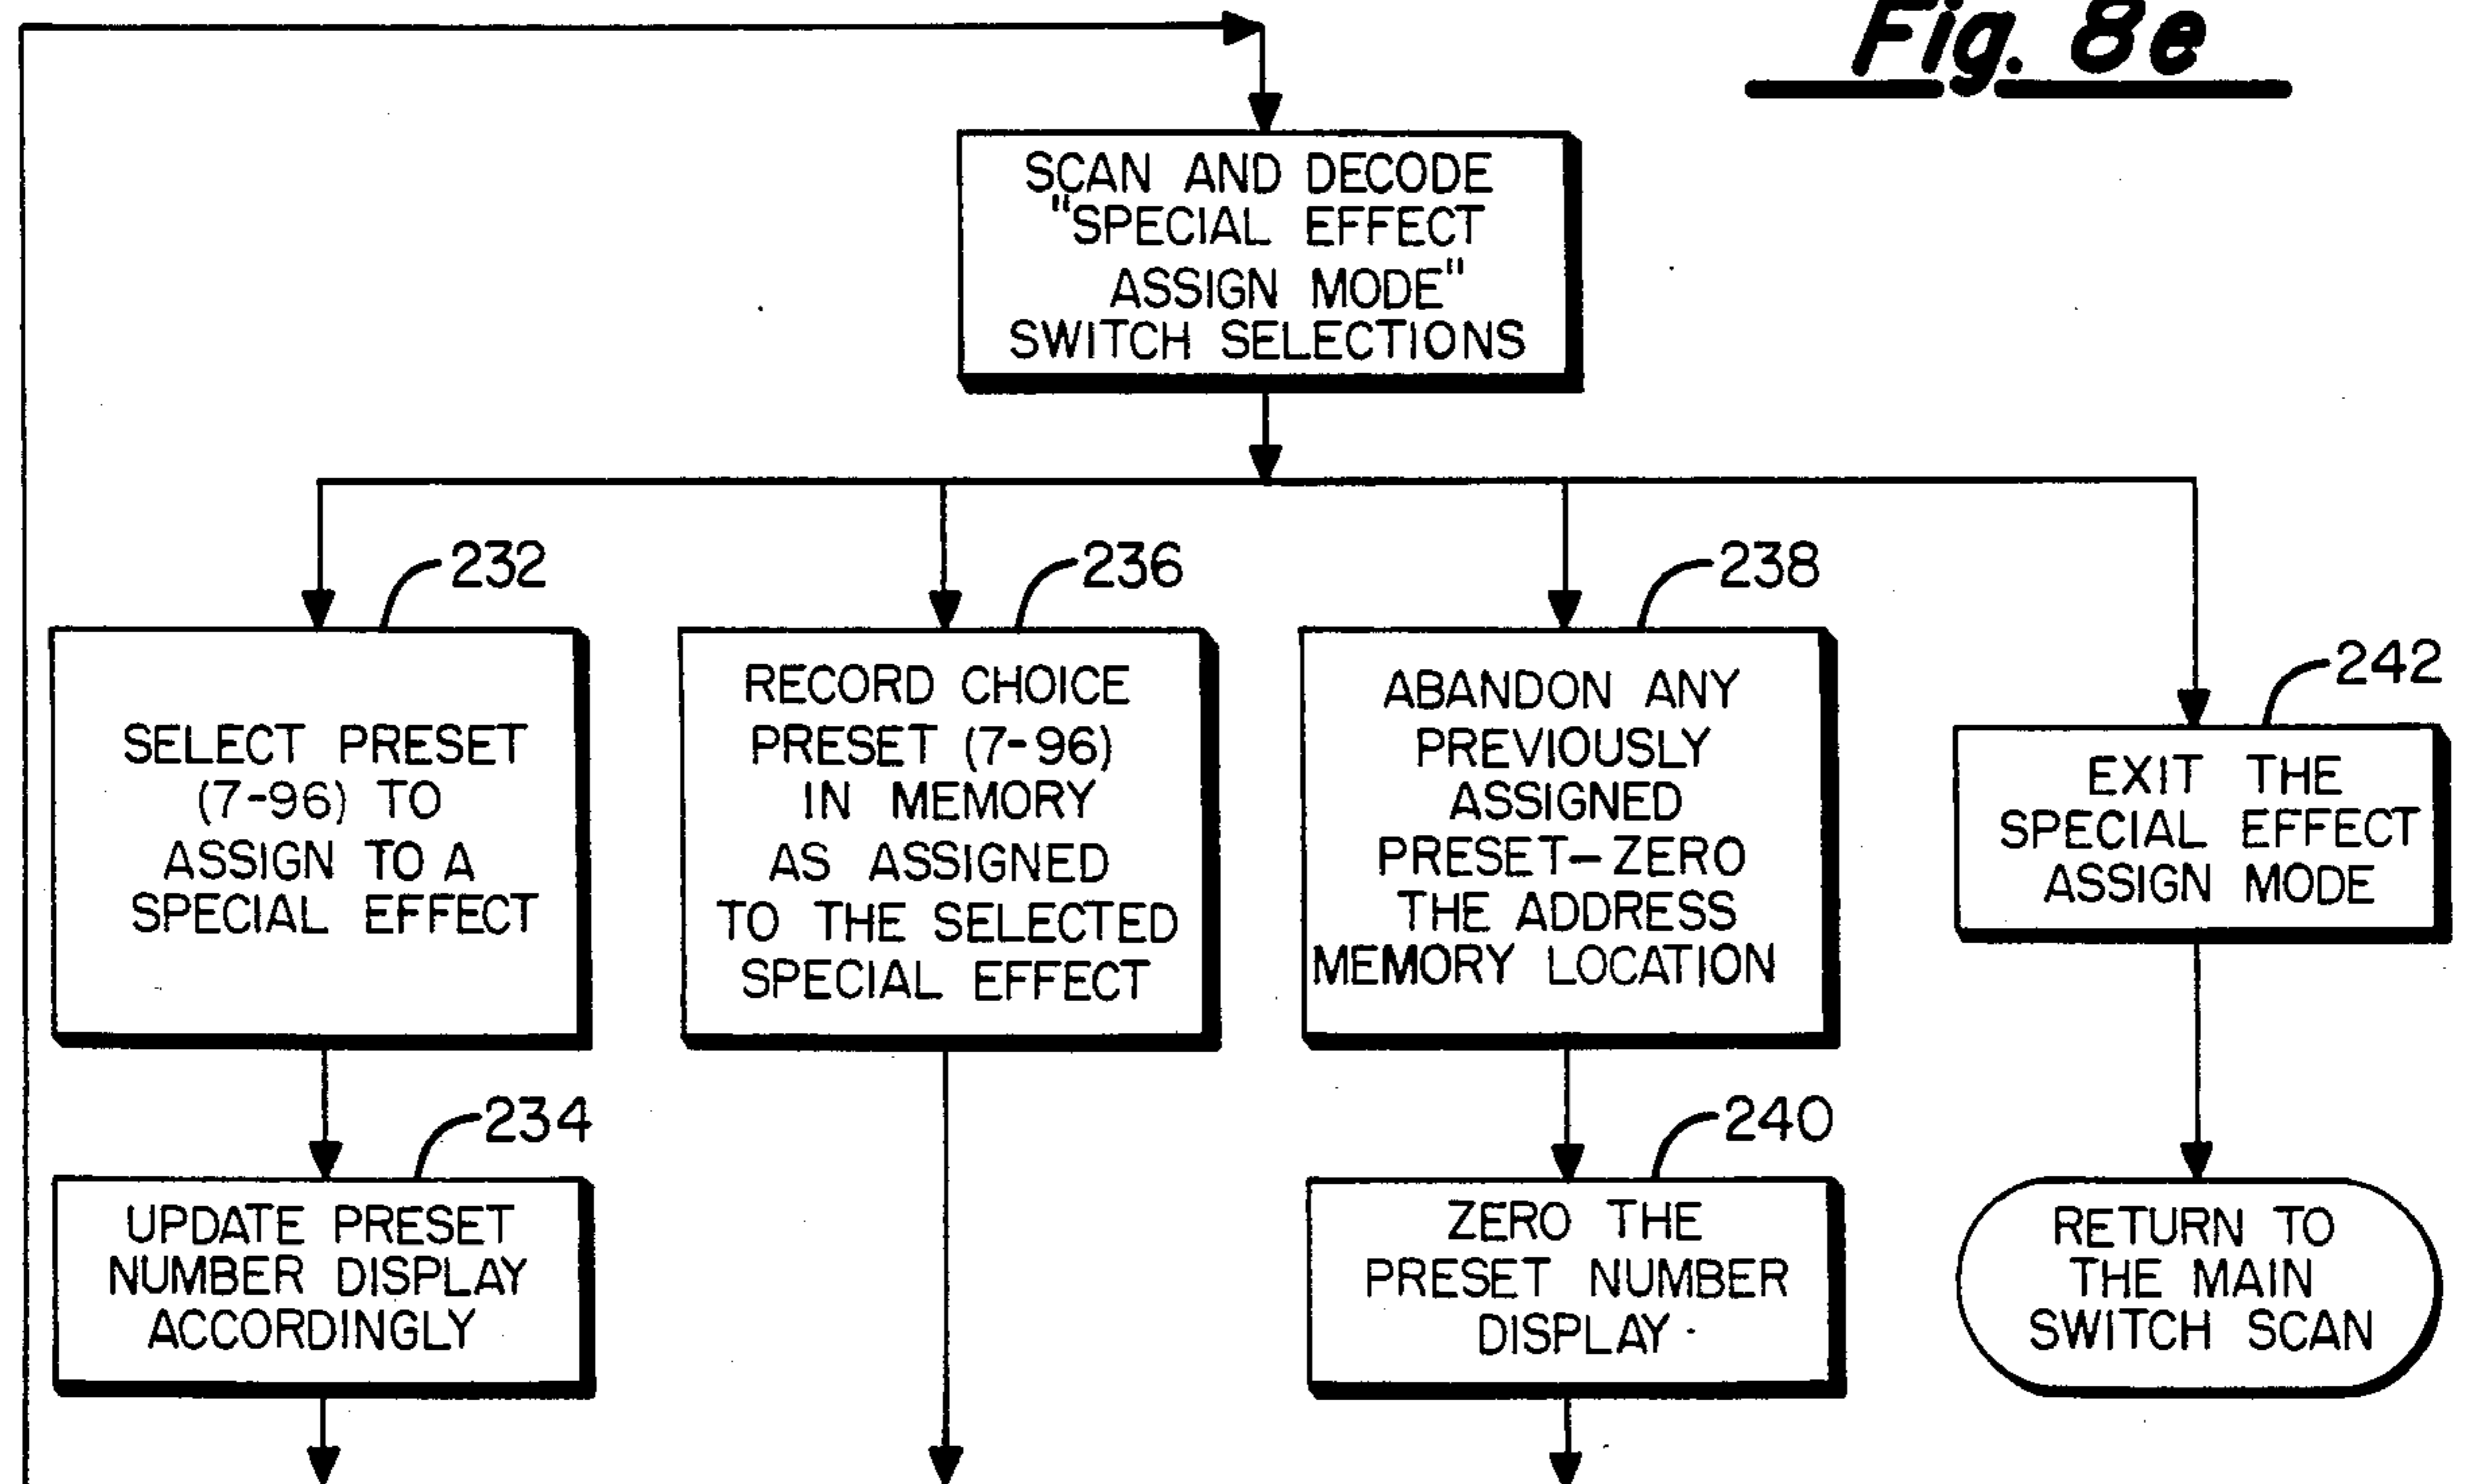 Fig. 8e
SCAN AND DECODE
"SPECIAL EFFECT
ASSIGN MODE"
SWITCH SELECTIONS
232
SELECT PRESET
(7-96) TO
ASSIGN TO A
SPECIAL EFFECT
236
RECORD CHOICE
PRESET (7-96)
IN MEMORY
AS ASSIGNED
TO THE SELECTED
SPECIAL EFFECT
238
ABANDON ANY
PREVIOUSLY
ASSIGNED
PRESET-ZERO
THE ADDRESS
MEMORY LOCATION
242
EXIT THE
SPECIAL EFFECT
ASSIGN MODE
234
UPDATE PRESET
NUMBER DISPLAY
ACCORDINGLY
240
ZERO THE
PRESET NUMBER
DISPLAY
RETURN TO
THE MAIN
SWITCH SCAN